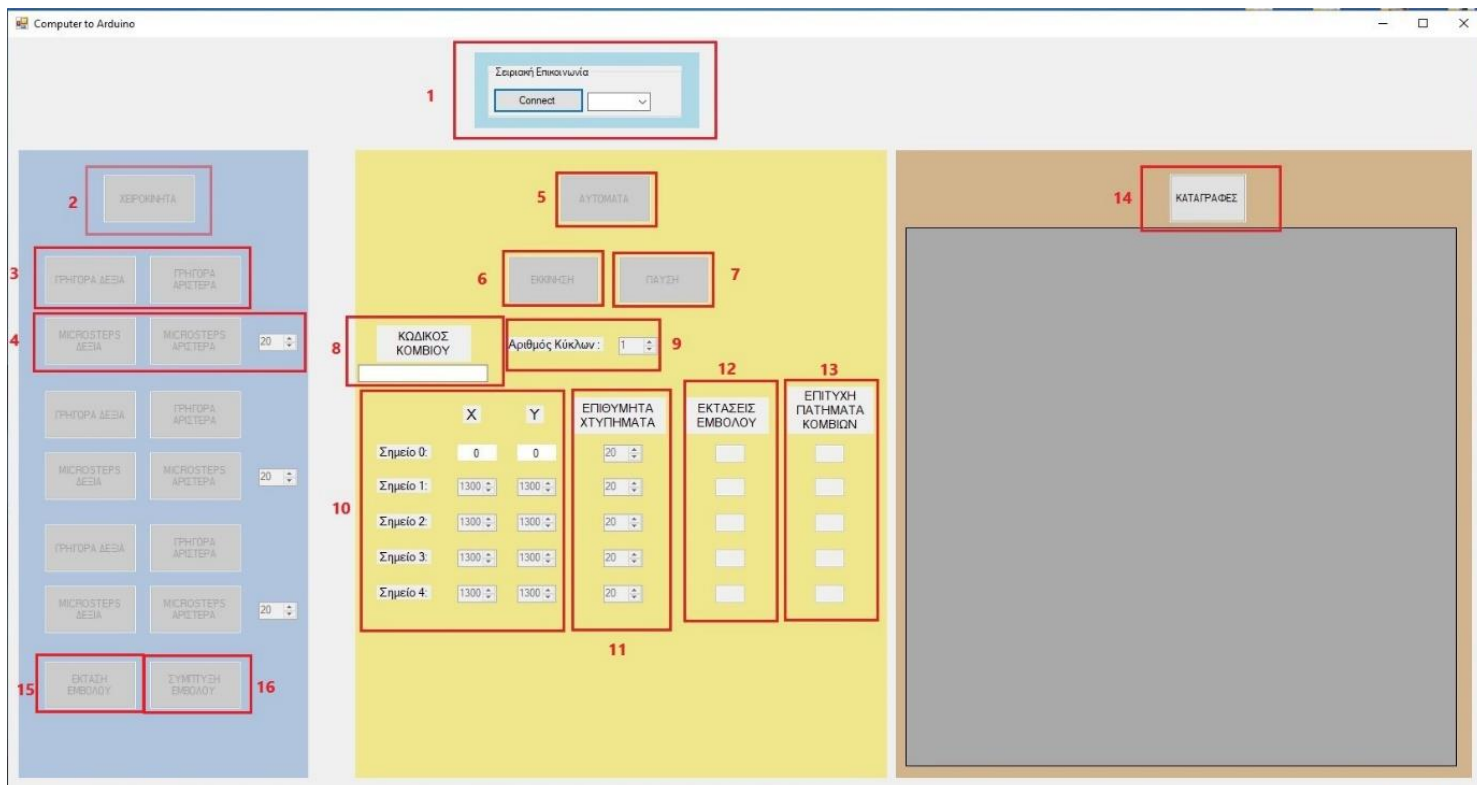 Computer to Arduino
Σειριακή Επικοινωνία
1
Connect
2
ΧΕΙΡΟΚΙΝΗΤΑ
5
ΑΥΤΟΜΑΤΑ
14
ΚΑΤΑΓΡΑΦΕΣ
3
ΓΡΗΓΟΡΑ ΔΕΞΙΑ
ΓΡΗΓΟΡΑ
ΑΡΙΣΤΕΡΑ
6
ΕΚΚΙΝΗΣΗ
ΠΑΥΣΗ
7
4
MICROSTEPS
ΔΕΞΙΑ
MICROSTEPS
ΑΡΙΣΤΕΡΑ
20
8
ΚΩΔΙΚΟΣ
ΚΟΜΒΙΟΥ
Αριθμός Κύκλων :
1
9
ΓΡΗΓΟΡΑ ΔΕΞΙΑ
ΓΡΗΓΟΡΑ
ΑΡΙΣΤΕΡΑ
MICROSTEPS
ΔΕΞΙΑ
MICROSTEPS
ΑΡΙΣΤΕΡΑ
20
ΓΡΗΓΟΡΑ ΔΕΞΙΑ
ΓΡΗΓΟΡΑ
ΑΡΙΣΤΕΡΑ
MICROSTEPS
ΔΕΞΙΑ
MICROSTEPS
ΑΡΙΣΤΕΡΑ
20
15
ΕΚΤΑΣΗ
ΕΜΒΟΛΟΥ
ΣΥΜΠΤΥΞΗ
ΕΜΒΟΛΟΥ
16
12
13
10
X
Y
ΕΠΙΘΥΜΗΤΑ
ΧΤΥΠΗΜΑΤΑ
ΕΚΤΑΣΕΙΣ
ΕΜΒΟΛΟΥ
ΕΠΙΤΥΧΗ
ΠΑΤΗΜΑΤΑ
ΚΟΜΒΙΩΝ
Σημείο 0: 0 0 20
Σημείο 1: 1300 1300 20
Σημείο 2: 1300 1300 20
Σημείο 3: 1300 1300 20
Σημείο 4: 1300 1300 20
11